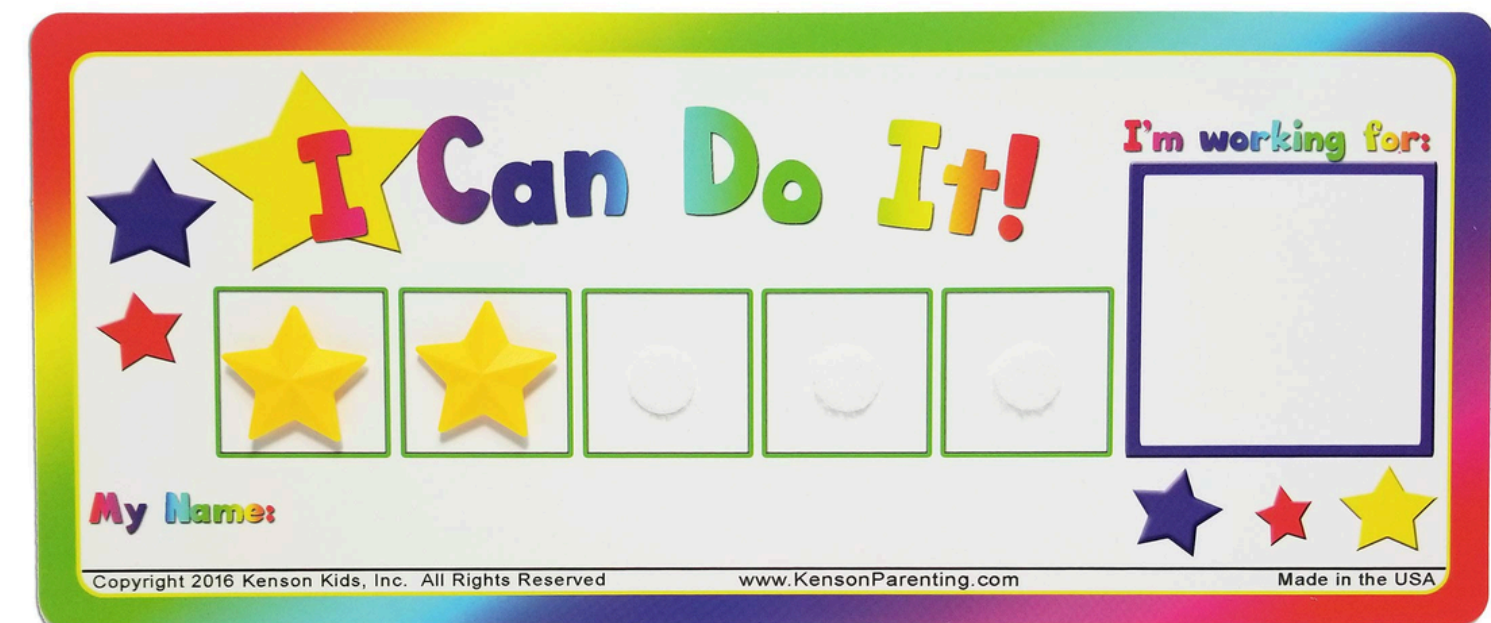 I Can Do It!
I'm working for:
My Name:
Copyright 2016 Kenson Kids, Inc. All Rights Reserved
www.KensonParenting.com
Made in the USA